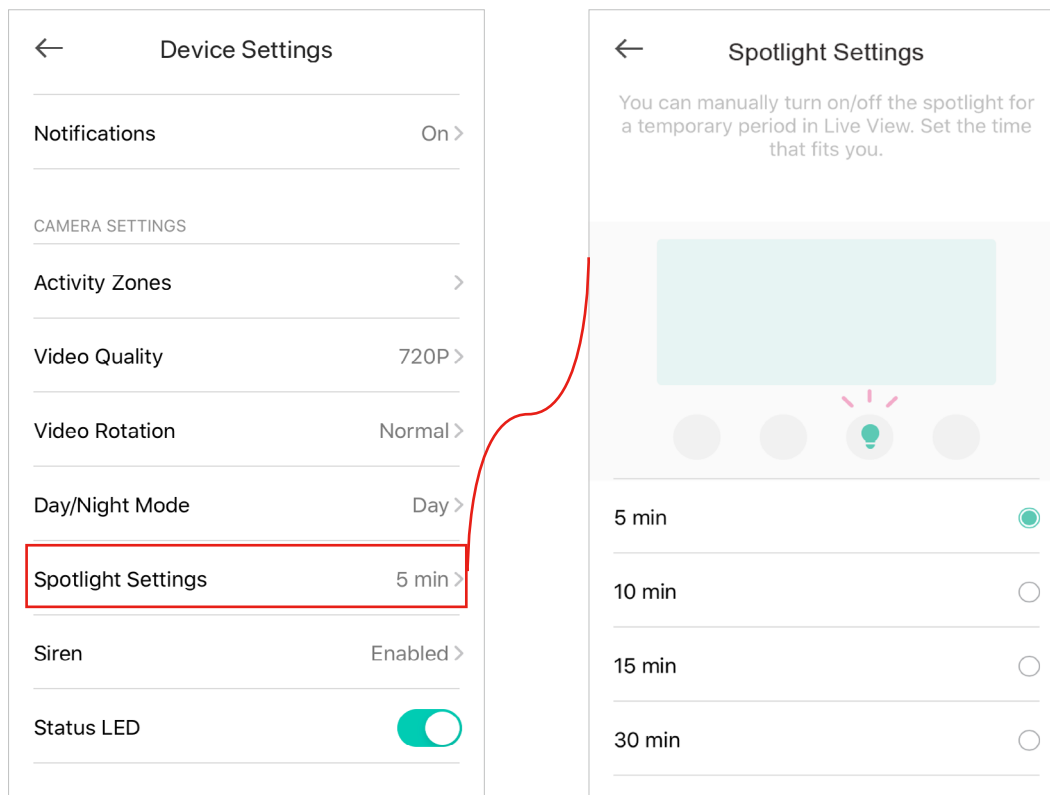 Device Settings
Notifications On
CAMERA SETTINGS
Activity Zones
Video Quality 720P
Video Rotation Normal
Day/Night Mode Day
Spotlight Settings 5 min
Siren Enabled
Status LED
Spotlight Settings
You can manually turn on/off the spotlight for
a temporary period in Live View. Set the time
that fits you.
5 min
10 min
15 min
30 min